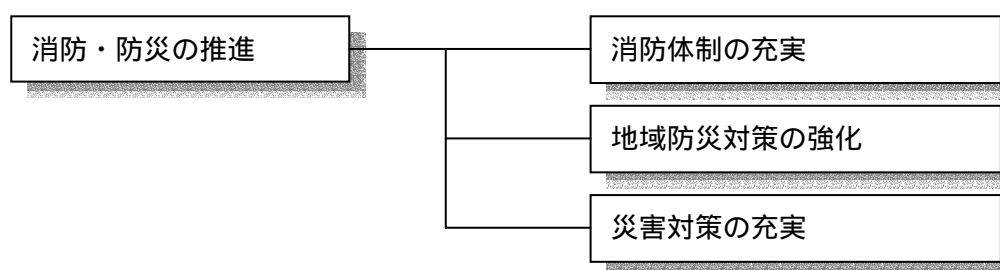 消防・防災の推進
消防体制の充実
地域防災対策の強化
災害対策の充実